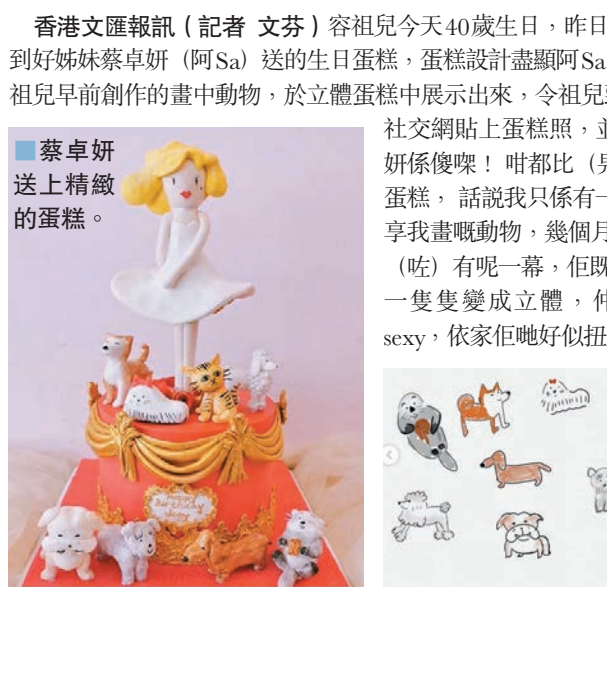 香港文匯報訊（記者 文芬）容祖兒今天40歲生日，昨日
到好姊妹蔡卓妍（阿Sa）送的生日蛋糕，蛋糕設計盡顯阿Sa
祖兒早前創作的畫中動物，於立體蛋糕中展示出來，令祖兒
社交網貼上蛋糕照，並
妍係傻㗎！咁都比（畀
蛋糕， 話說我只係有一
享我畫嘅動物，幾個月
（咗）有呢一幕，佢既
一隻隻變成立體，仲
sexy，依家佢哋好似扭
■蔡卓妍
送上精緻
的蛋糕。
Happy
Birthday
Joey